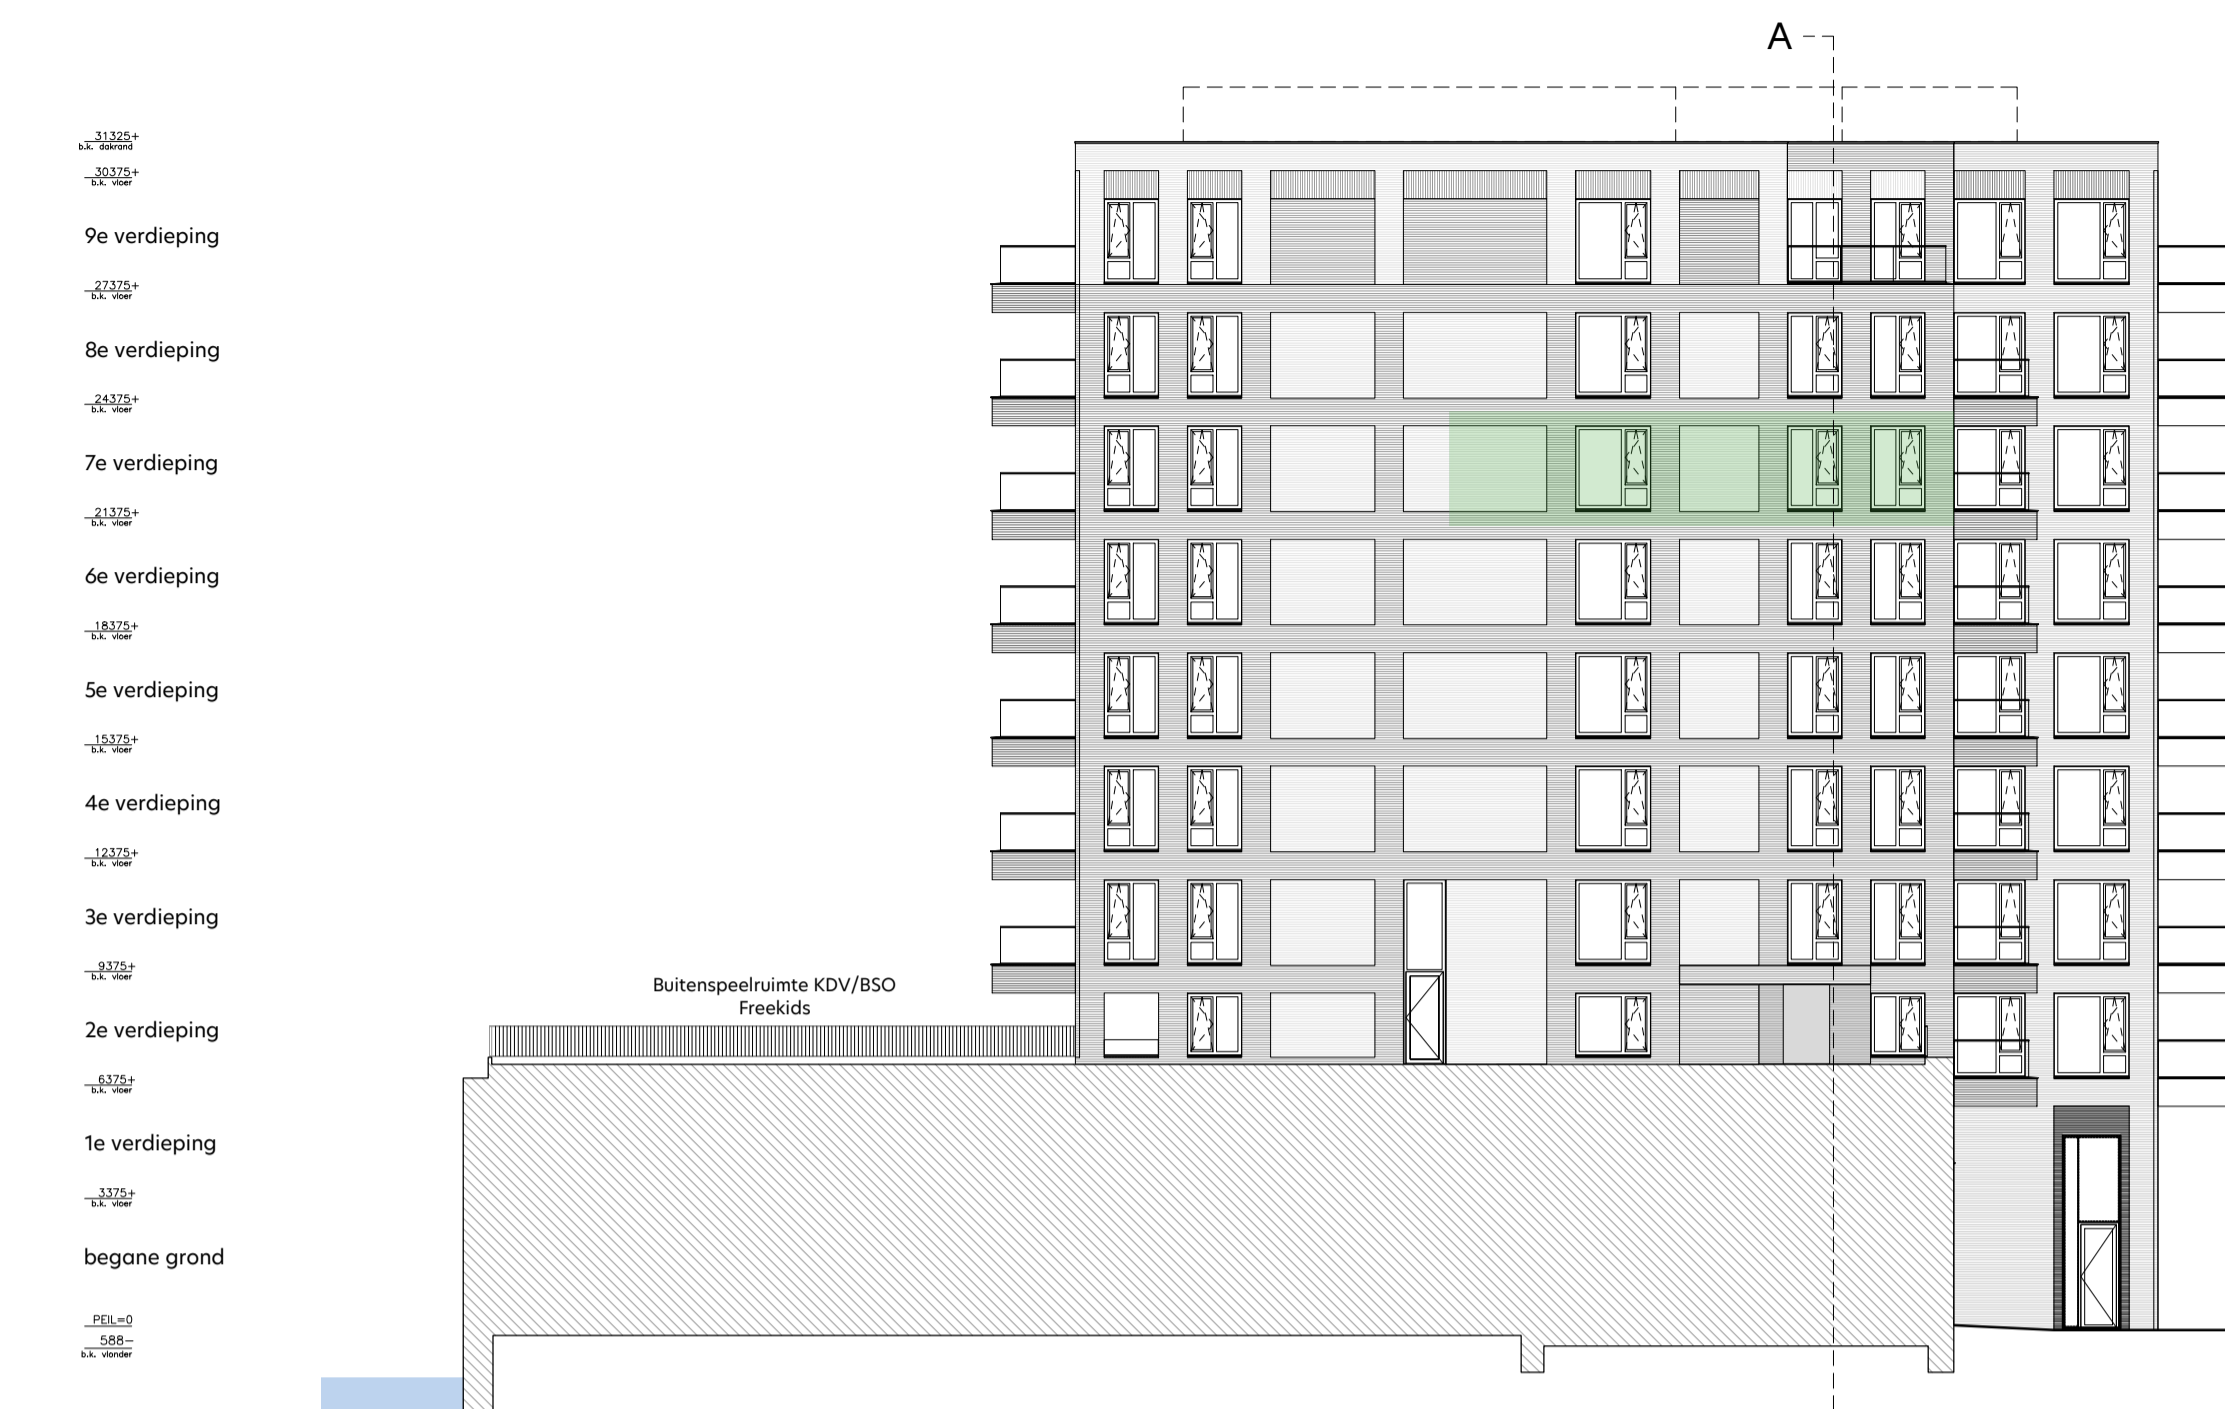 A
31325+
b.k. dakrand
30375+
b.k. vloer
9e verdieping
27375+
b.k. vloer
8e verdieping
24375+
b.k. vloer
7e verdieping
21375+
b.k. vloer
6e verdieping
18375+
b.k. vloer
5e verdieping
15375+
b.k. vloer
4e verdieping
12375+
b.k. vloer
3e verdieping
9375+
b.k. vloer
Buitenspeelruimte KDV/BSO
Freekids
2e verdieping
6375+
b.k. vloer
1e verdieping
3375+
b.k. vloer
begane grond
PEIL=0
588-
b.k. vlonder